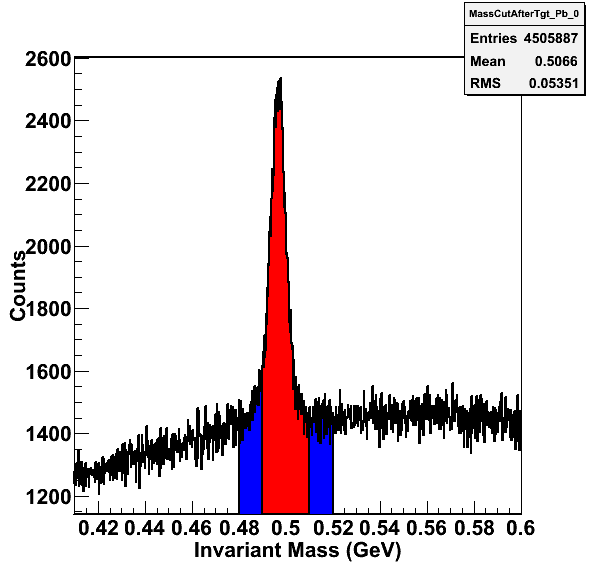 MassCutAfterTgt_Pb_0
Entries 4505887
Mean 0.5066
RMS 0.05351
2600
2400
2200
2000
1800
1600
1400
1200
Counts
0.42 0.44 0.46 0.48 0.5 0.52 0.54 0.56 0.58 0.6
Invariant Mass (GeV)